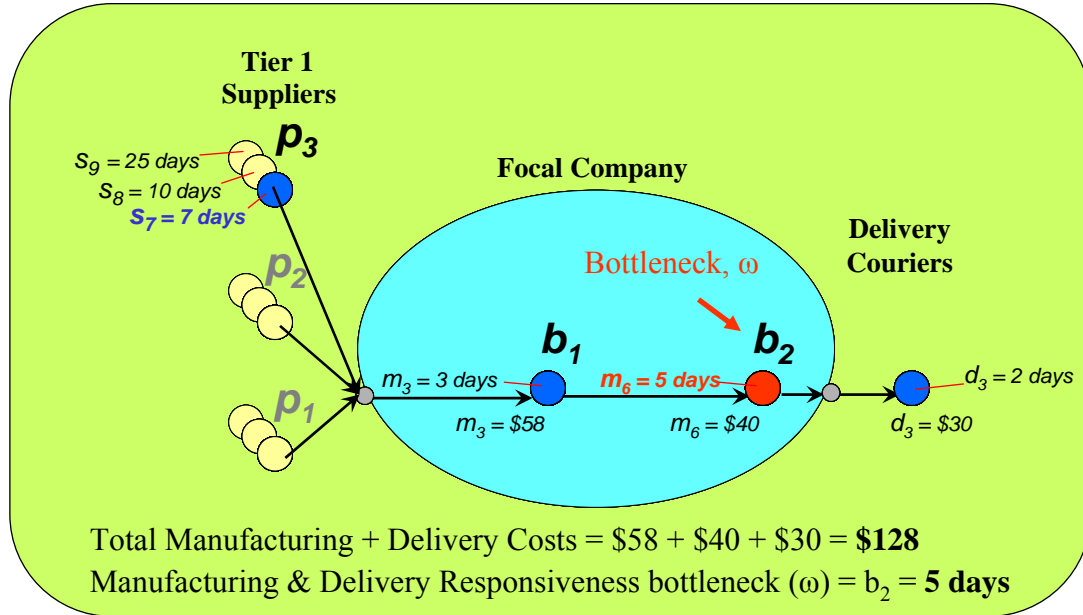 Tier 1
Suppliers
p3
s9 = 25 days
s8 = 10 days
s7 = 7 days
Focal Company
Delivery
Couriers
p2
Bottleneck, ω
b1
b2
m3 = 3 days
m6 = 5 days
d3 = 2 days
p1
m3 = $58
m6 = $40
d3 = $30
Total Manufacturing + Delivery Costs = $58 + $40 + $30 = $128
Manufacturing & Delivery Responsiveness bottleneck (ω) = b2 = 5 days